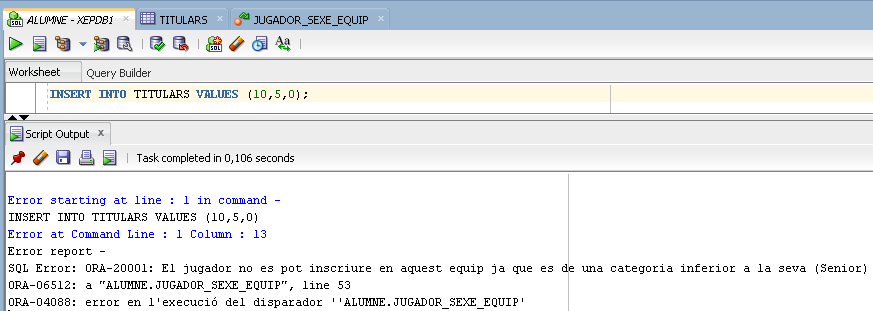 ALUMNE - XEPDB1 × TITULARS × JUGADOR_SEXE_EQUIP ×
Worksheet Query Builder
INSERT INTO TITULARS VALUES (10,5,0);
Script Output x
Task completed in 0,106 seconds
Error starting at line : 1 in command -
INSERT INTO TITULARS VALUES (10,5,0)
Error at Command Line : 1 Column : 13
Error report -
SQL Error: ORA-20001: El jugador no es pot inscriure en aquest equip ja que es de una categoria inferior a la seva (Senior)
ORA-06512: a "ALUMNE.JUGADOR_SEXE_EQUIP", line 53
ORA-04088: error en l'execució del disparador ''ALUMNE.JUGADOR_SEXE_EQUIP'